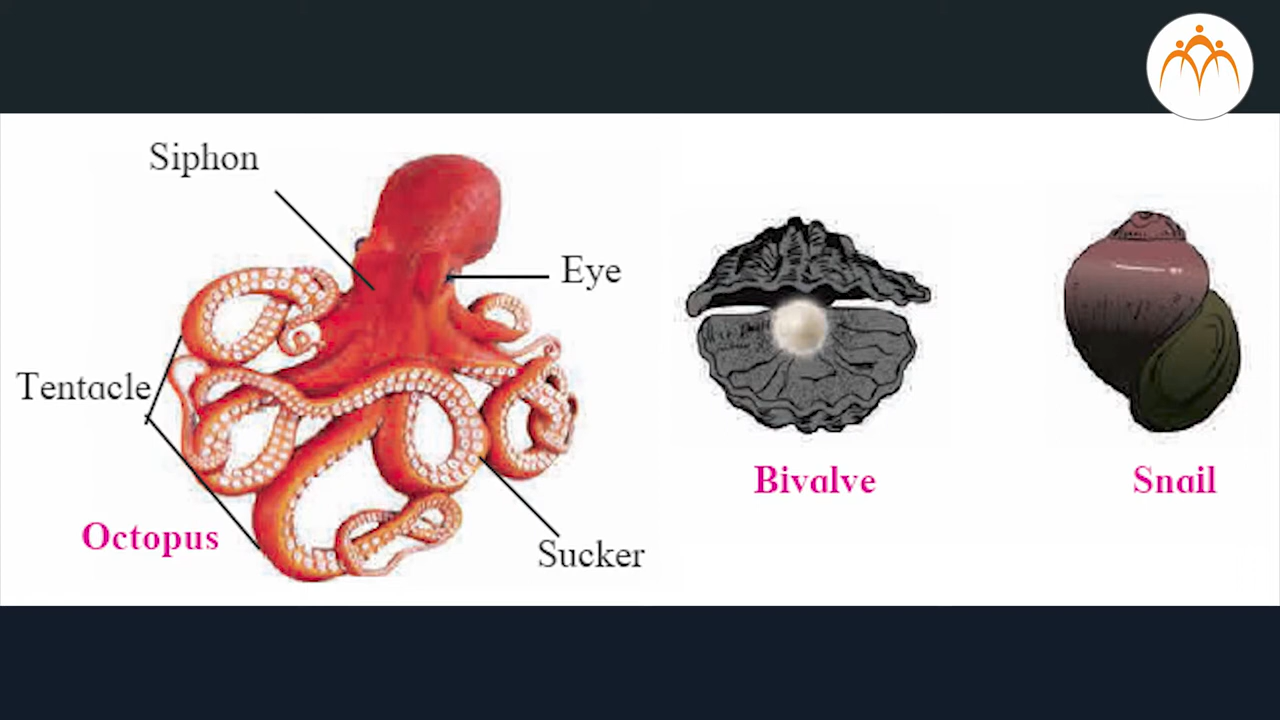 Siphon
Eye
Tentacle
Octopus
Sucker
Bivalve
Snail